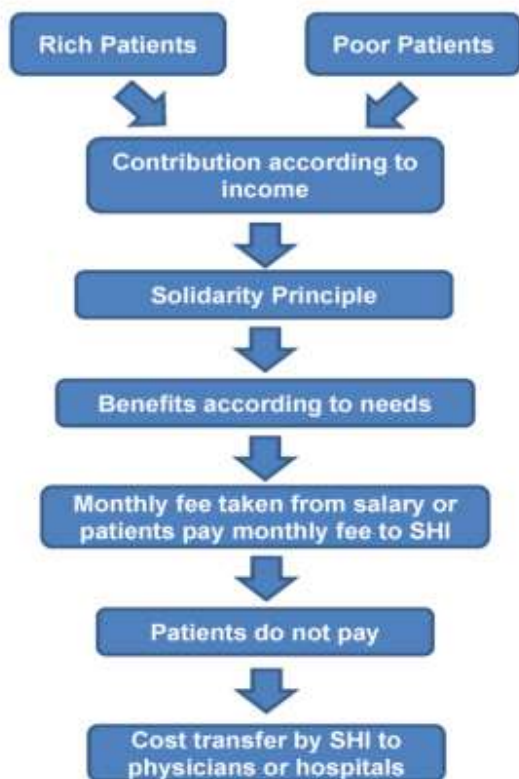 Rich Patients
Poor Patients
Contribution according to
income
Solidarity Principle
Benefits according to needs
Monthly fee taken from salary or
patients pay monthly fee to SHI
Patients do not pay
Cost transfer by SHI to
physicians or hospitals